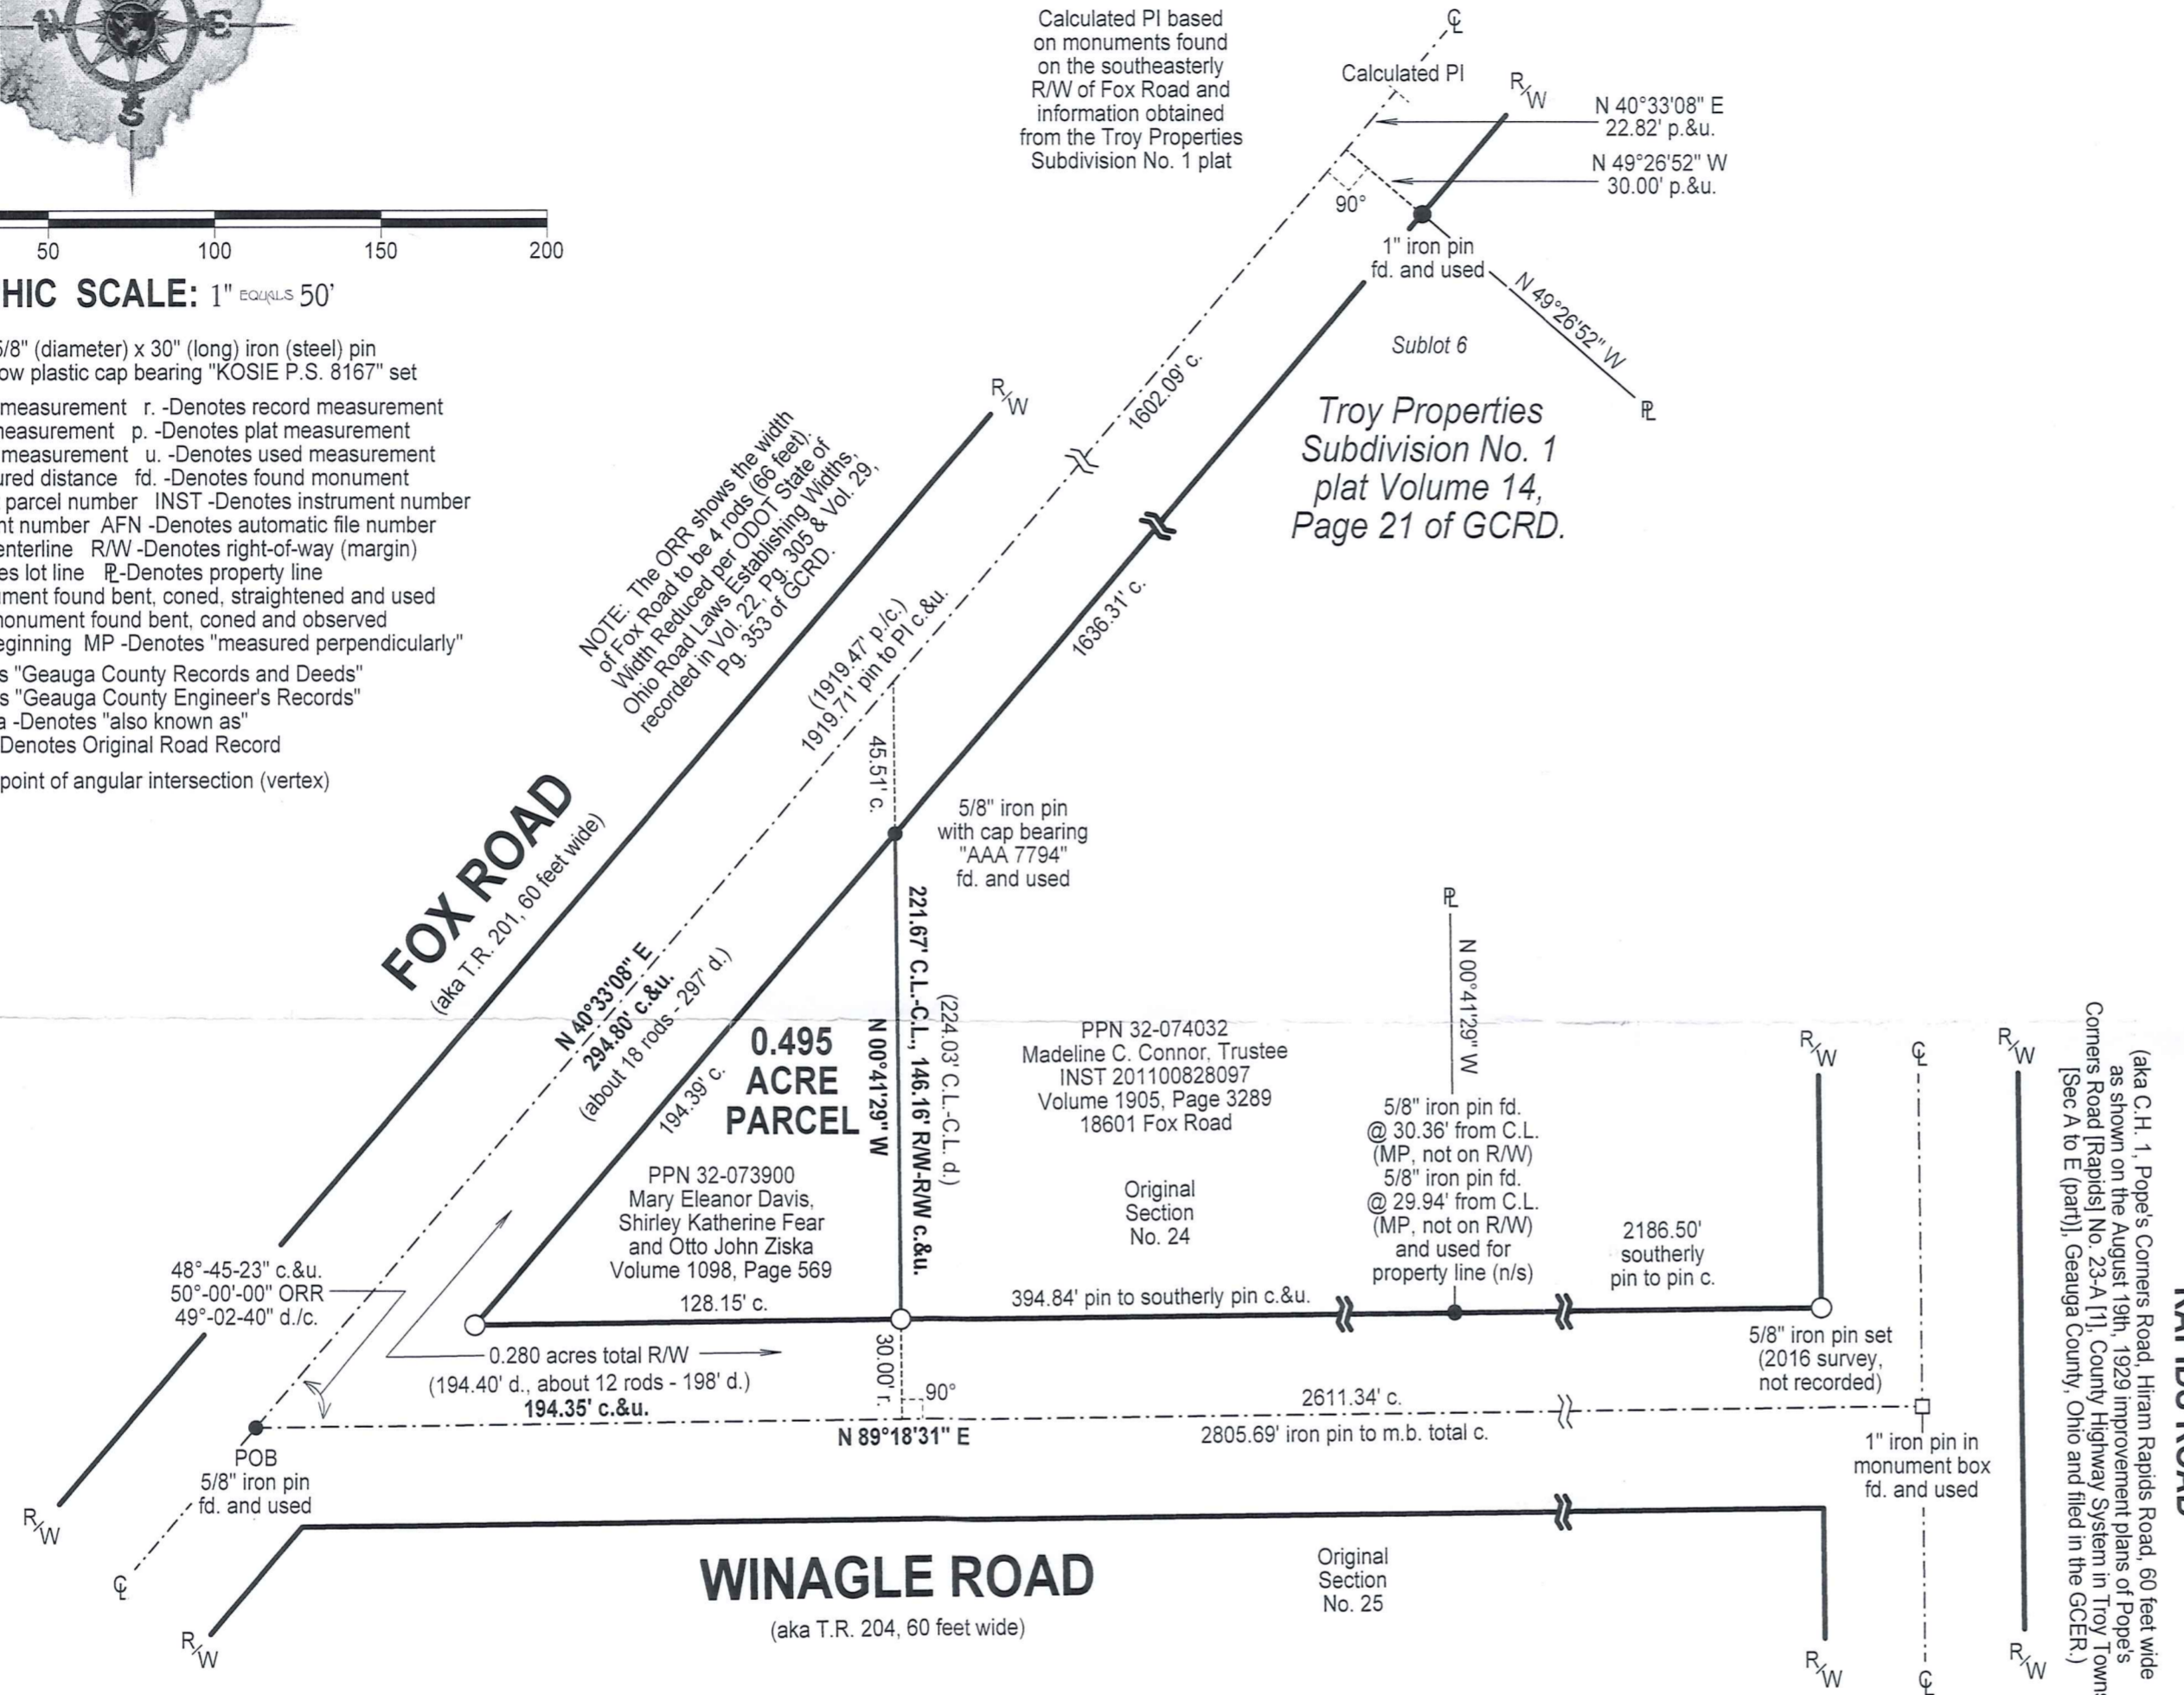 E
S
50 100 150 200
HIC SCALE: 1" EQUALS 50'
5/8" (diameter) x 30" (long) iron (steel) pin
ow plastic cap bearing "KOSIE P.S. 8167" set
measurement r. -Denotes record measurement
measurement p. -Denotes plat measurement
measurement u. -Denotes used measurement
ured distance fd. -Denotes found monument
parcel number INST -Denotes instrument number
nt number AFN -Denotes automatic file number
enterline R/W -Denotes right-of-way (margin)
es lot line PL-Denotes property line
ument found bent, coned, straightened and used
monument found bent, coned and observed
eginning MP -Denotes "measured perpendicularly"
s "Geauga County Records and Deeds"
s "Geauga County Engineer's Records"
a -Denotes "also known as"
Denotes Original Road Record
point of angular intersection (vertex)
Calculated PI based
on monuments found
on the southeasterly
R/W of Fox Road and
information obtained
from the Troy Properties
Subdivision No. 1 plat
CL
Calculated PI
R/W
N 40°33'08" E
22.82' p.&u.
N 49°26'52" W
30.00' p.&u.
90°
1" iron pin
fd. and used
N 49°26'52" W
PL
Sublot 6
Troy Properties
Subdivision No. 1
plat Volume 14,
Page 21 of GCRD.
1602.09' c.
1636.31' c.
R/W
NOTE: The ORR shows the width
of Fox Road to be 4 rods (66 feet).
Width Reduced per ODOT State of
Ohio Road Laws Establishing Widths,
recorded in Vol. 22, Pg. 305 & Vol. 29,
Pg. 353 of GCRD.
(1919.47' p./c.)
1919.71' pin to PI c.&u.
45.51' c.
5/8" iron pin
with cap bearing
"AAA 7794"
fd. and used
FOX ROAD
(aka T.R. 201, 60 feet wide)
N 40°33'08" E
294.80' c.&u.
(about 18 rods - 297' d.)
194.39' c.
0.495
ACRE
PARCEL
221.67' C.L.-C.L., 146.16' R/W-R/W c.&u.
(224.03' C.L.-C.L. d.)
N 00°41'29" W
PPN 32-073900
Mary Eleanor Davis,
Shirley Katherine Fear
and Otto John Ziska
Volume 1098, Page 569
128.15' c.
PPN 32-074032
Madeline C. Connor, Trustee
INST 201100828097
Volume 1905, Page 3289
18601 Fox Road
Original
Section
No. 24
394.84' pin to southerly pin c.&u.
PL
N 00°41'29" W
5/8" iron pin fd.
@ 30.36' from C.L.
(MP, not on R/W)
5/8" iron pin fd.
@ 29.94' from C.L.
(MP, not on R/W)
and used for
property line (n/s)
2186.50'
southerly
pin to pin c.
R/W
CL
R/W
(aka C.H. 1, Pope's Corners Road, Hiram Rapids Road, 60 feet wide
as shown on the August 19th, 1929 improvement plans of Pope's
Corners Road [Rapids] No. 23-A [1], County Highway System in Troy Towns
[Sec A to E (part)], Geauga County, Ohio and filed in the GCER.)
48°-45-23" c.&u.
50°-00'-00" ORR
49°-02-40" d./c.
0.280 acres total R/W
(194.40' d., about 12 rods - 198' d.)
194.35' c.&u.
30.00' r.
90°
N 89°18'31" E
2611.34' c.
2805.69' iron pin to m.b. total c.
5/8" iron pin set
(2016 survey,
not recorded)
1" iron pin in
monument box
fd. and used
POB
5/8" iron pin
fd. and used
R/W
CL
R/W
WINAGLE ROAD
(aka T.R. 204, 60 feet wide)
Original
Section
No. 25
R/W
CL
R/W